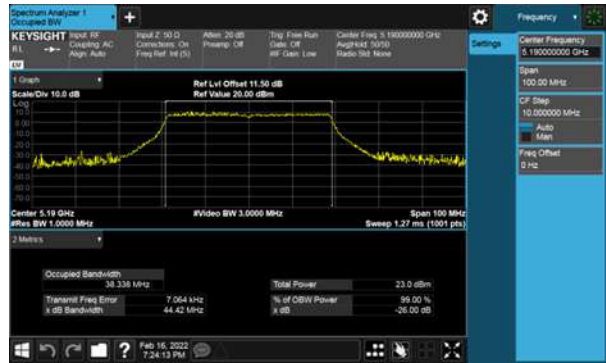 Spectrum Analyzer 1
Occupied BW
Frequency
KEYSIGHT
Input: RF
Coupling: AC
Align: Auto
Input Z: 50 Ω
Corrections: On
Freq Ref: Int (S)
Atten: 20 dB
Preamp: Off
Trig: Free Run
Gate: Off
#IF Gain: Low
Center Freq: 5.190000000 GHz
Avg|Hold: 50/50
Radio Std: None
Settings
Center Frequency
5.190000000 GHz
Span
100.00 MHz
CF Step
10.000000 MHz
Auto
Man
Freq Offset
0 Hz
1 Graph
Scale/Div 10.0 dB
Ref Lvl Offset 11.50 dB
Ref Value 20.00 dBm
Log
10.0
0.00
-10.0
-20.0
-30.0
-40.0
-50.0
-60.0
-70.0
Center 5.19 GHz
#Video BW 3.0000 MHz
Span 100 MHz
#Res BW 1.0000 MHz
Sweep 1.27 ms (1001 pts)
2 Metrics
Occupied Bandwidth
38.338 MHz
Total Power
23.0 dBm
Transmit Freq Error
7.064 kHz
% of OBW Power
99.00 %
x dB Bandwidth
44.42 MHz
x dB
-26.00 dB
Feb 16, 2022
7:24:13 PM